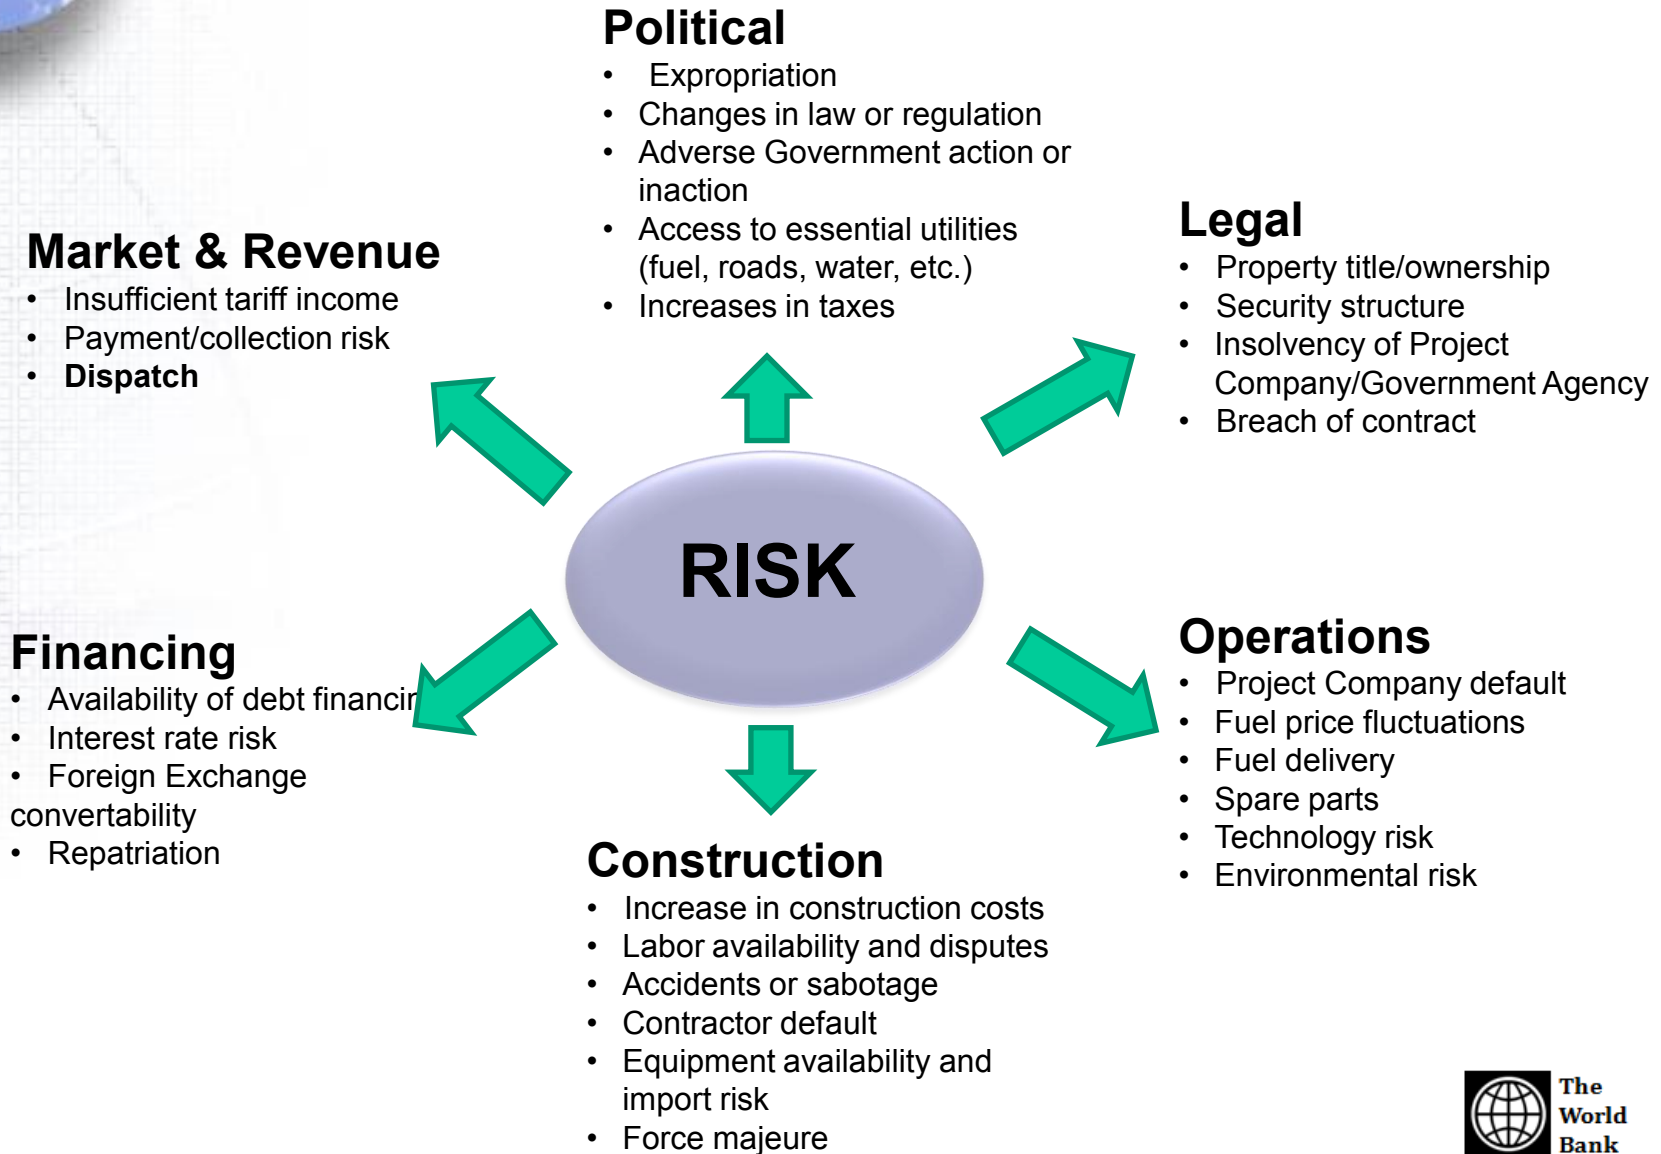 Political
• Expropriation
• Changes in law or regulation
• Adverse Government action or
inaction
• Access to essential utilities
(fuel, roads, water, etc.)
• Increases in taxes
Legal
• Property title/ownership
• Security structure
• Insolvency of Project
Company/Government Agency
• Breach of contract
Market & Revenue
• Insufficient tariff income
• Payment/collection risk
• Dispatch
RISK
Financing
• Availability of debt financin
• Interest rate risk
• Foreign Exchange
convertability
• Repatriation
Operations
• Project Company default
• Fuel price fluctuations
• Fuel delivery
• Spare parts
• Technology risk
• Environmental risk
Construction
• Increase in construction costs
• Labor availability and disputes
• Accidents or sabotage
• Contractor default
• Equipment availability and
import risk
• Force majeure
The
World
Bank